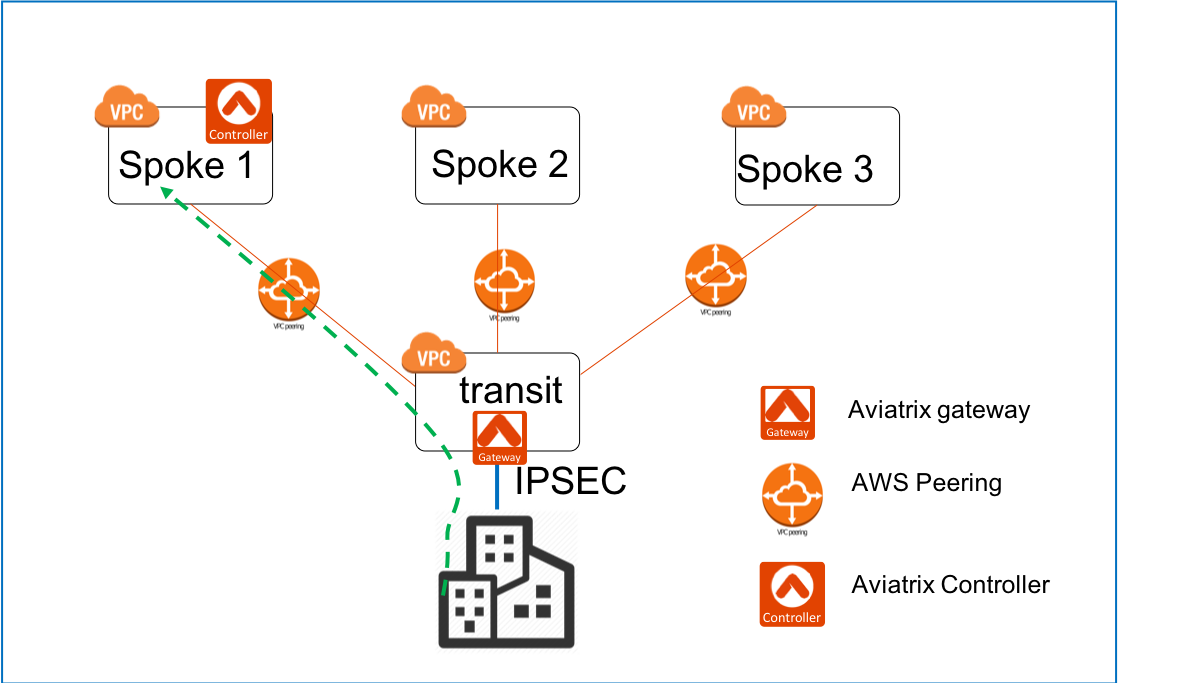 VPC
Controller
Spoke 1
VPC
Spoke 2
VPC
Spoke 3
VPC peering
VPC peering
VPC peering
VPC
transit
Gateway
IPSEC
Gateway
Aviatrix gateway
AWS Peering
VPC peering
Controller
Aviatrix Controller